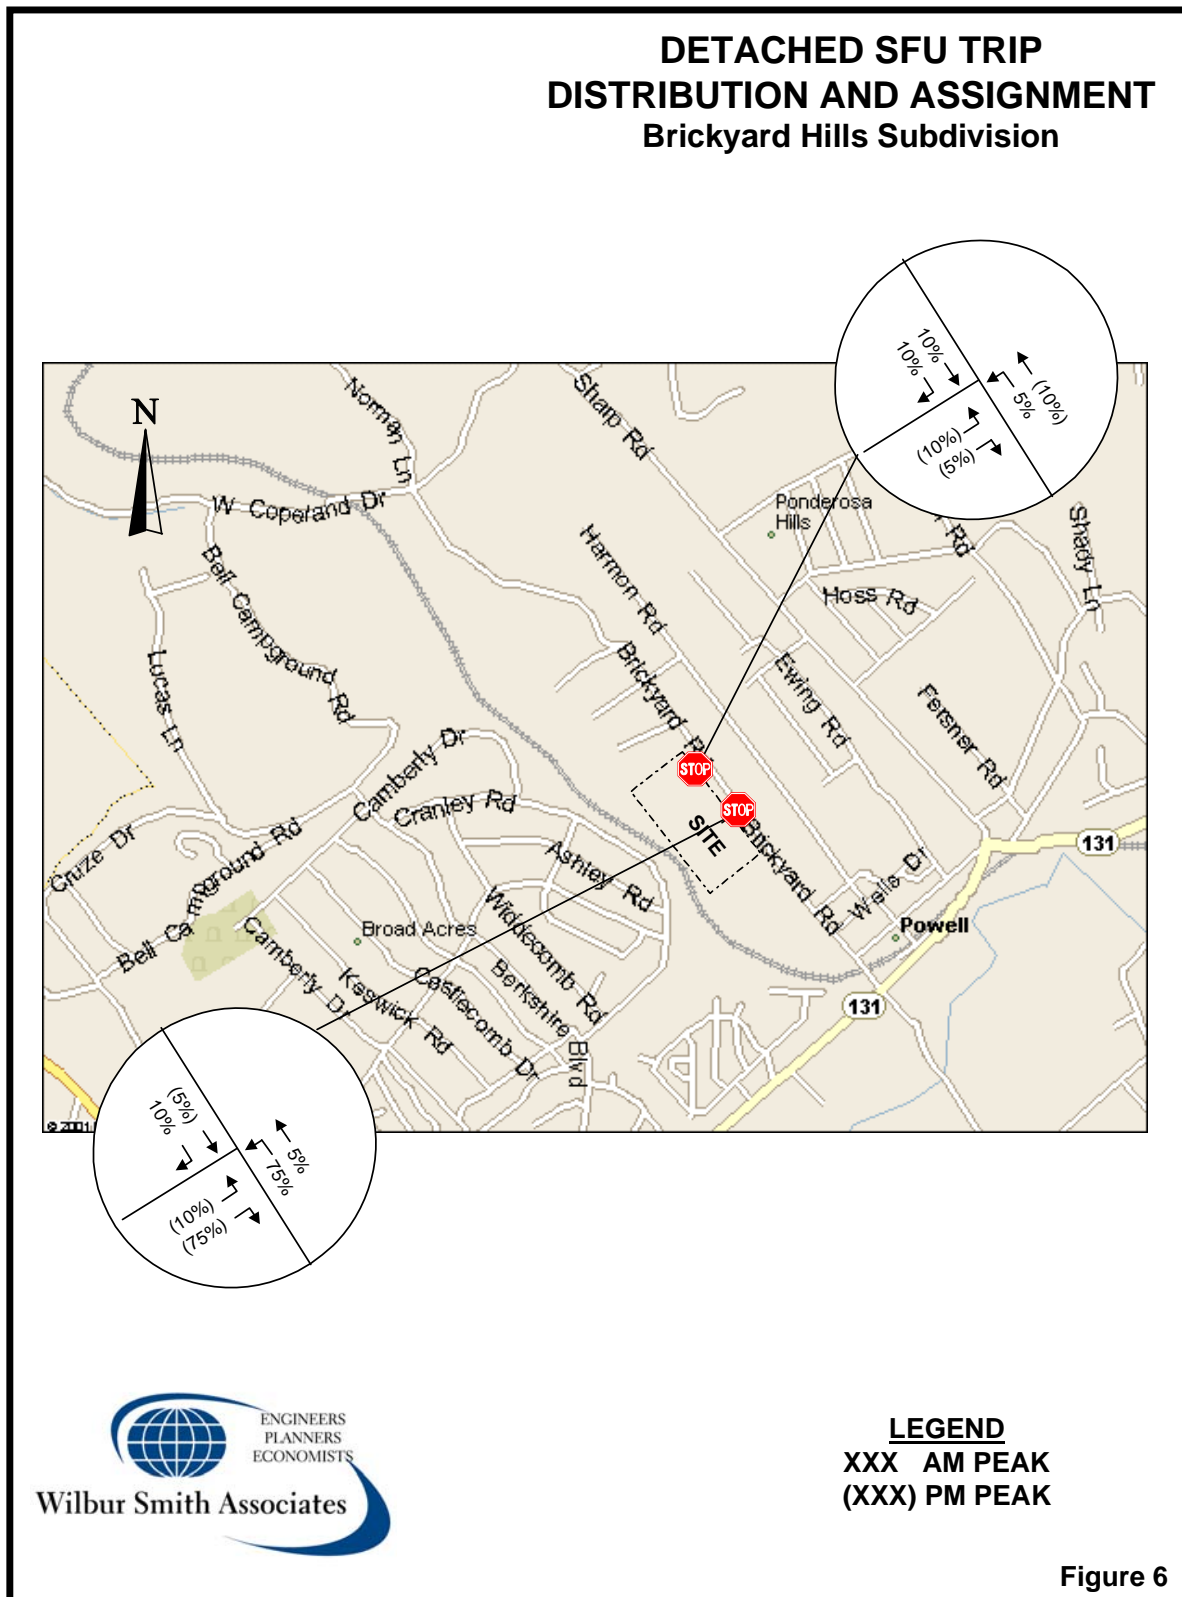 DETACHED SFU TRIP
DISTRIBUTION AND ASSIGNMENT
Brickyard Hills Subdivision
10%
10%
(10%)
5%
(10%)
(5%)
N
Norman Ln
Sharp Rd
W Copeland Dr
Ponderosa
Hills
Rd
Shady Ln
Harmon Rd
Hoss Rd
Bell Campground Rd
Brickyard Rd
Lucas Ln
Ewing Rd
Fersner Rd
Camberly Dr
STOP
Cranley Rd
STOP
SITE
Brickyard Rd
131
Cruze Dr
Bell Campground Rd
Ashley Rd
Wells Dr
Widdecomb Rd
Powell
Broad Acres
Camberly Dr
Keswick Rd
Castlecomb Dr
Berkshire Blvd
131
© 2001
(5%)
10%
5%
75%
(10%)
(75%)
ENGINEERS
PLANNERS
ECONOMISTS
Wilbur Smith Associates
LEGEND
XXX AM PEAK
(XXX) PM PEAK
Figure 6